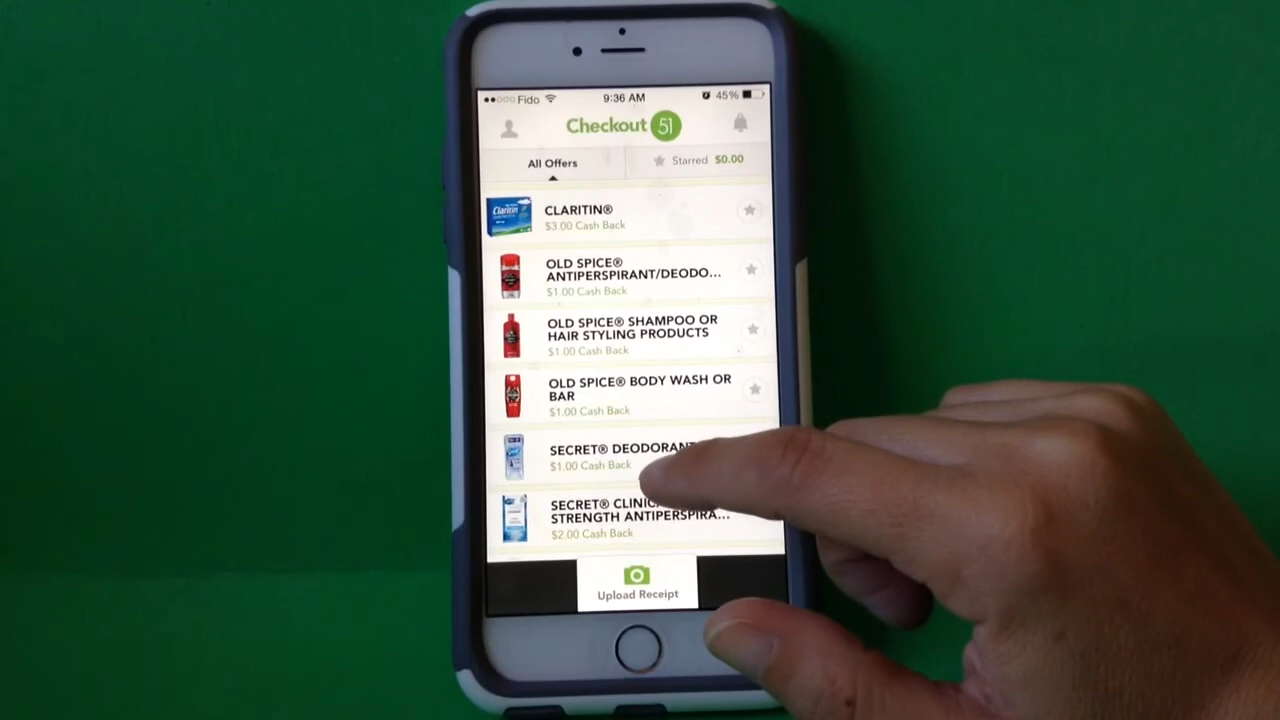 Fido
9:36 AM
45%
Checkout 51
All Offers
Starred $0.00
Claritin
CLARITIN®
$3.00 Cash Back
OLD SPICE®
ANTIPERSPIRANT/DEODO...
$1.00 Cash Back
OLD SPICE® SHAMPOO OR
HAIR STYLING PRODUCTS
$1.00 Cash Back
OLD SPICE® BODY WASH OR
BAR
$1.00 Cash Back
SECRET® DEODORANT
$1.00 Cash Back
SECRET® CLINIC
STRENGTH ANTIPERSPIRA...
$2.00 Cash Back
Upload Receipt